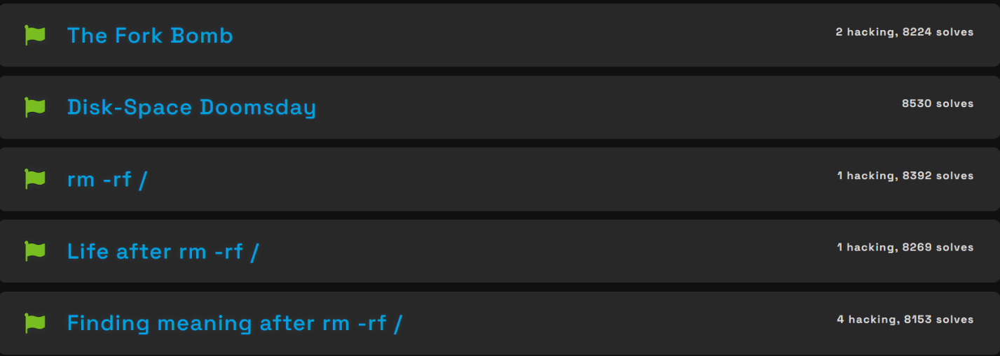 The Fork Bomb
2 hacking, 8224 solves
Disk-Space Doomsday
8530 solves
rm -rf /
1 hacking, 8392 solves
Life after rm -rf /
1 hacking, 8269 solves
Finding meaning after rm -rf /
4 hacking, 8153 solves